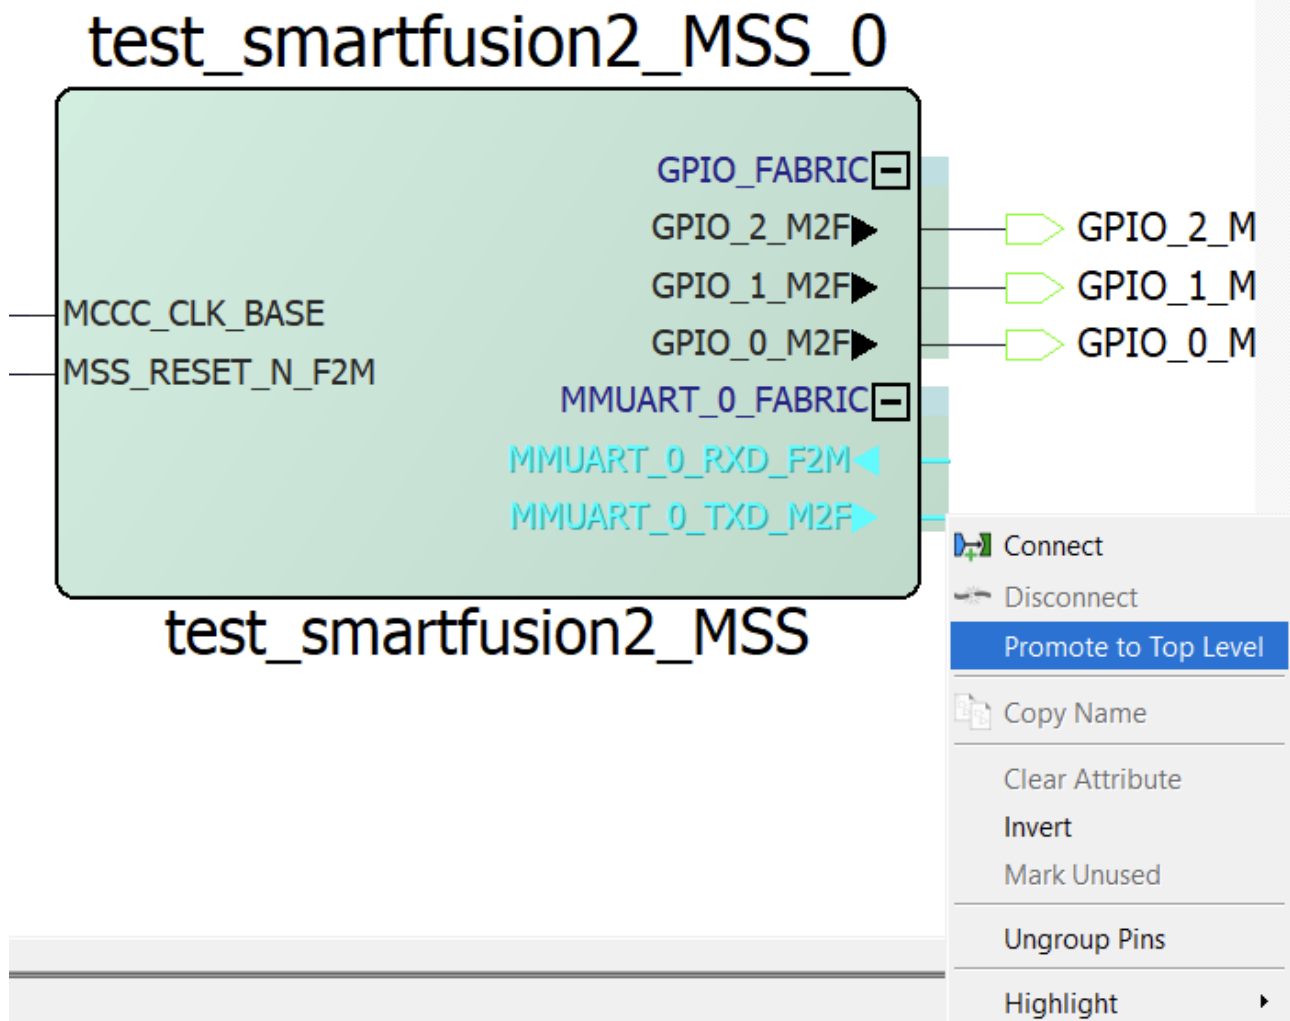 test_smartfusion2_MSS_0
GPIO_FABRIC
GPIO_2_M2F
GPIO_2_M
GPIO_1_M2F
GPIO_1_M
MCCC_CLK_BASE
GPIO_0_M2F
GPIO_0_M
MSS_RESET_N_F2M
MMUART_0_FABRIC
MMUART_0_RXD_F2M
MMUART_0_TXD_M2F
test_smartfusion2_MSS
Connect
Disconnect
Promote to Top Level
Copy Name
Clear Attribute
Invert
Mark Unused
Ungroup Pins
Highlight